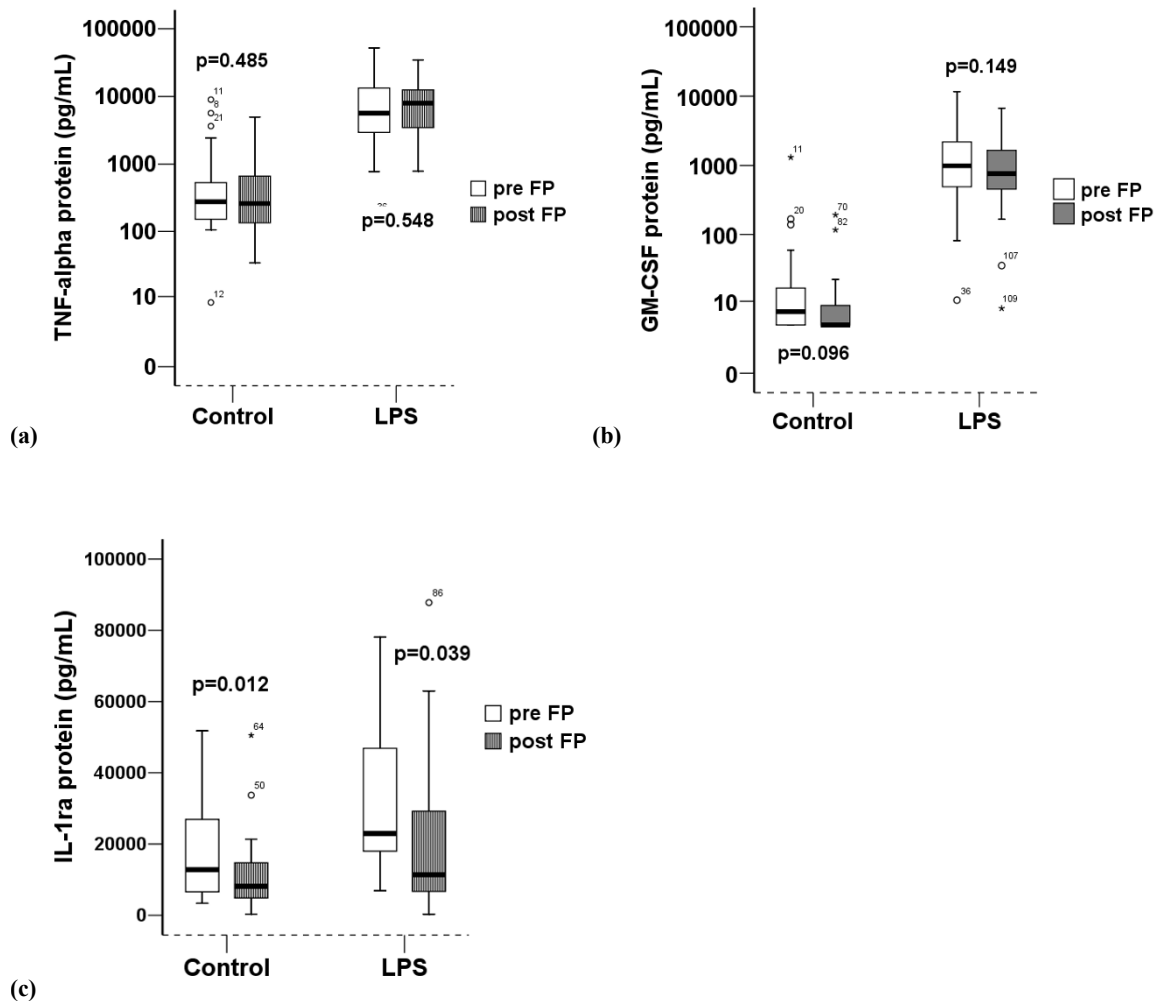 100000
10000
1000
100
10
0
TNF-alpha protein (pg/mL)
p=0.485
11
8
21
12
p=0.548
Control
LPS
pre FP
post FP
(a)
100000
10000
1000
100
10
0
GM-CSF protein (pg/mL)
p=0.149
11
20
70
82
36
107
109
p=0.096
Control
LPS
pre FP
post FP
(b)
100000
80000
60000
40000
20000
0
IL-1ra protein (pg/mL)
p=0.012
64
50
p=0.039
86
Control
LPS
pre FP
post FP
(c)